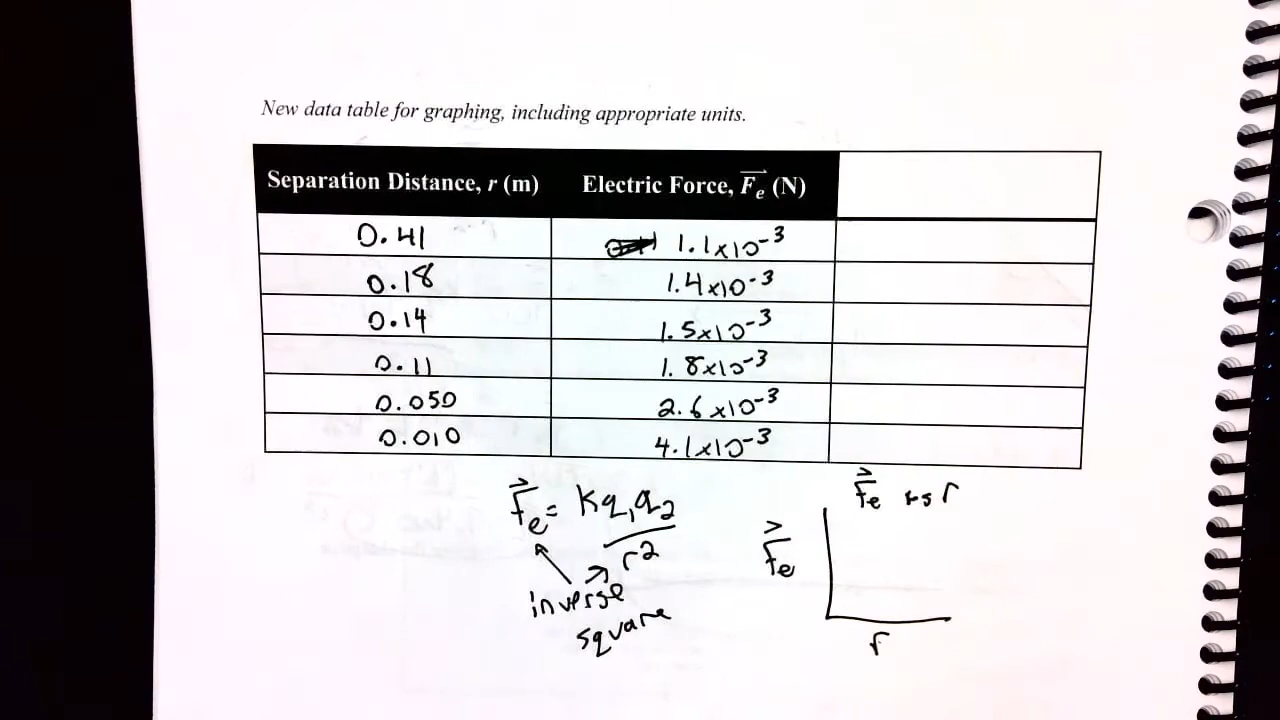 New data table for graphing, including appropriate units.
Separation Distance, r (m) Electric Force, F⃗e (N)
0.41 1.1x10-3
0.18 1.4x10-3
0.14 1.5x10-3
0.11 1.8x10-3
0.050 2.6x10-3
0.010 4.1x10-3
F⃗e = kq1q2
r2
inverse
square
F⃗e vs r
F⃗e
r